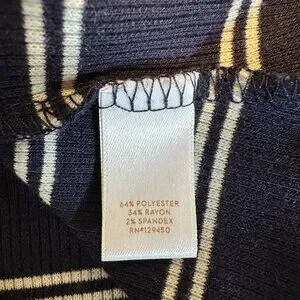 64% POLYESTER
34% RAYON
2% SPANDEX
RN#129450